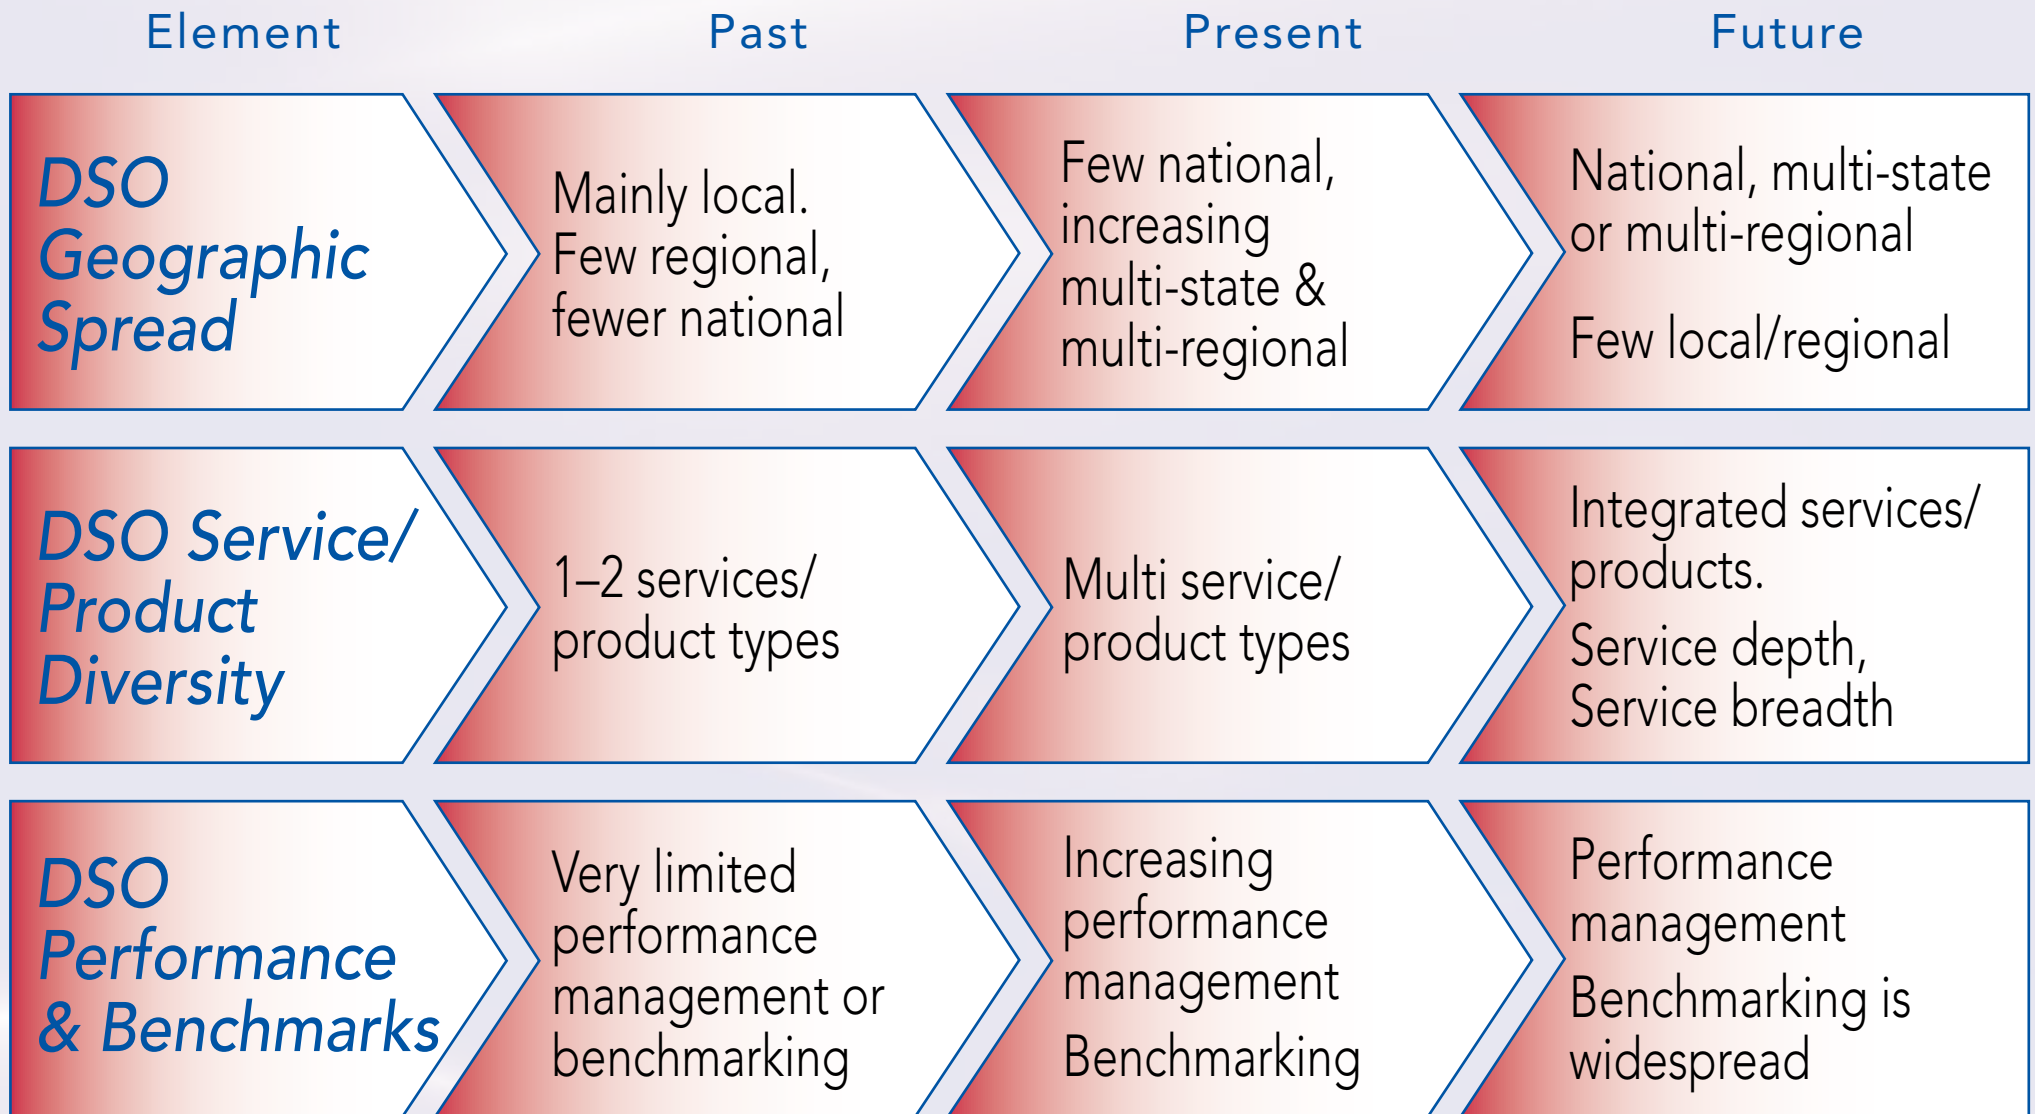 Element Past Present Future
DSO
Geographic
Spread
Mainly local.
Few regional,
fewer national
Few national,
increasing
multi-state &
multi-regional
National, multi-state
or multi-regional
Few local/regional
DSO Service/
Product
Diversity
1–2 services/
product types
Multi service/
product types
Integrated services/
products.
Service depth,
Service breadth
DSO
Performance
& Benchmarks
Very limited
performance
management or
benchmarking
Increasing
performance
management
Benchmarking
Performance
management
Benchmarking is
widespread